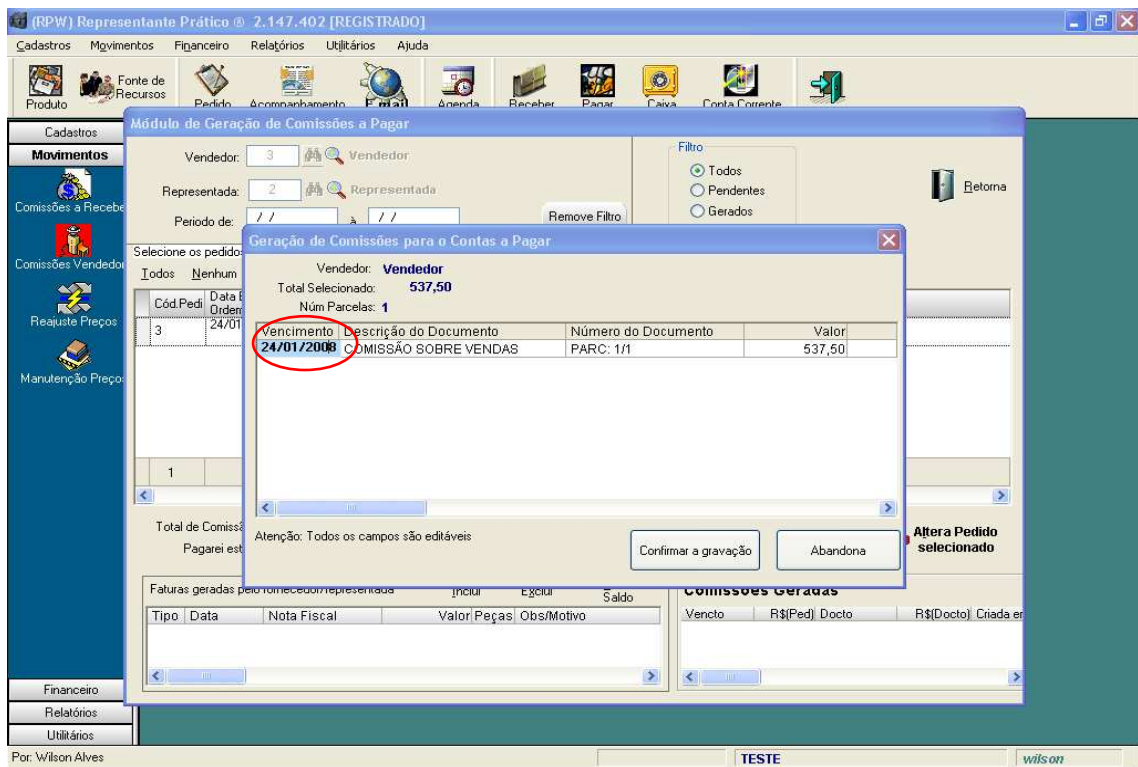 (RPW) Representante Prático ® 2.147.402 [REGISTRADO]
Cadastros Movimentos Financeiro Relatórios Utilitários Ajuda
Produto Fonte de Recursos Pedido Acompanhamento Email Agenda Receber Pagar Caixa Conta Corrente
Cadastros
Movimentos
Comissões a Recebe
Comissões Vendedo
Reajuste Preços
Manutenção Preço
Financeiro
Relatórios
Utilitários
Módulo de Geração de Comissões a Pagar
Vendedor: 3 Vendedor
Representada: 2 Representada
Periodo de: / / à / / Remove Filtro
Filtro
Todos
Pendentes
Gerados
Retorna
Selecione os pedido
Todos Nenhum
Cód.Pedi Data E
Ordem
3 24/01
1
Total de Comiss
Pagarei est
Altera Pedido
selecionado
Geração de Comissões para o Contas a Pagar
Vendedor: Vendedor
Total Selecionado: 537,50
Núm Parcelas: 1
Vencimento Descrição do Documento Número do Documento Valor
24/01/2008 COMISSÃO SOBRE VENDAS PARC: 1/1 537,50
Atenção: Todos os campos são editáveis
Confirmar a gravação Abandona
Faturas geradas pelo fornecedor/representada Inclui Exclui Saldo
Tipo Data Nota Fiscal Valor Peças Obs/Motivo
Comissões Geradas
Vencto R$(Ped) Docto R$(Docto) Criada em
Por: Wilson Alves TESTE wilson